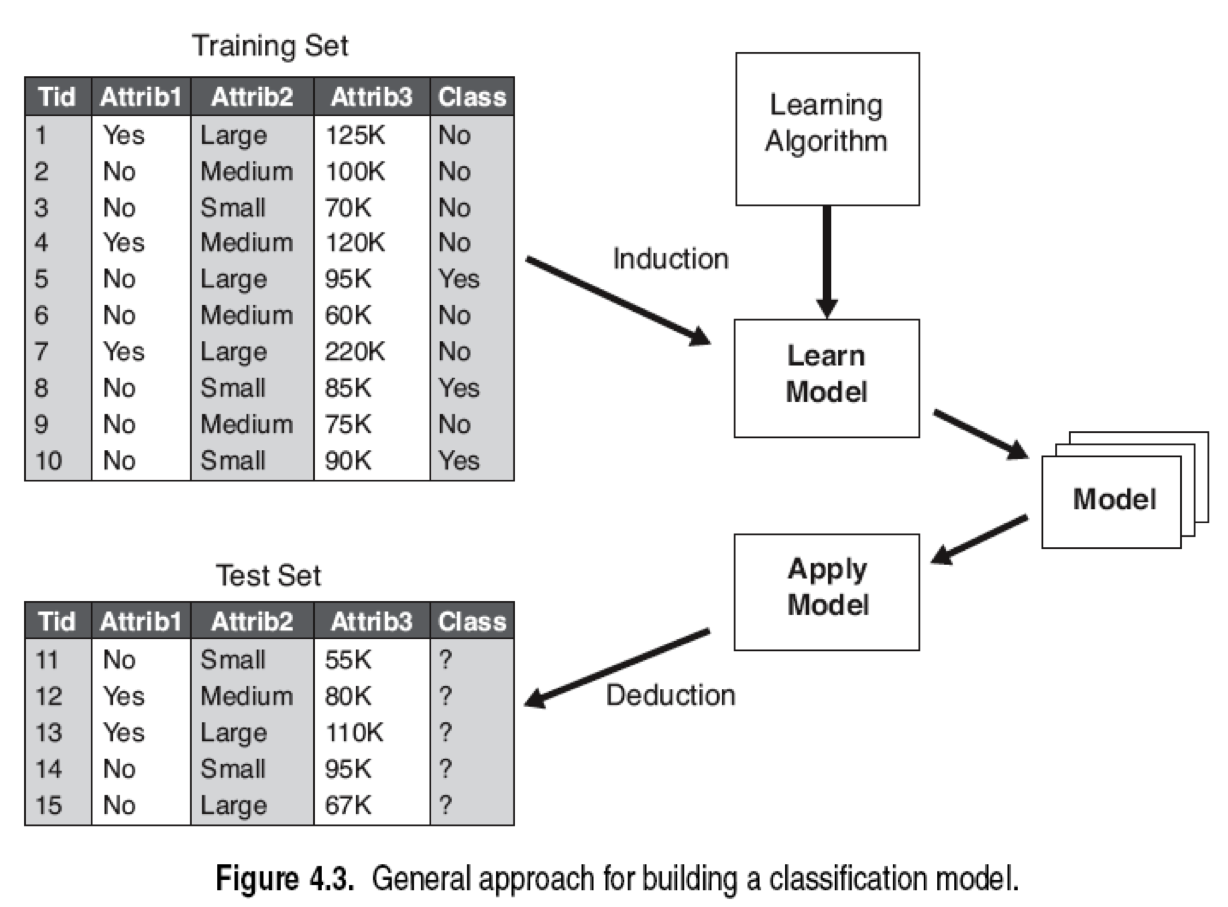 Training Set
Tid Attrib1 Attrib2 Attrib3 Class
1 Yes Large 125K No
2 No Medium 100K No
3 No Small 70K No
4 Yes Medium 120K No
5 No Large 95K Yes
6 No Medium 60K No
7 Yes Large 220K No
8 No Small 85K Yes
9 No Medium 75K No
10 No Small 90K Yes
Learning
Algorithm
Induction
Learn
Model
Model
Apply
Model
Deduction
Test Set
Tid Attrib1 Attrib2 Attrib3 Class
11 No Small 55K ?
12 Yes Medium 80K ?
13 Yes Large 110K ?
14 No Small 95K ?
15 No Large 67K ?
Figure 4.3. General approach for building a classification model.